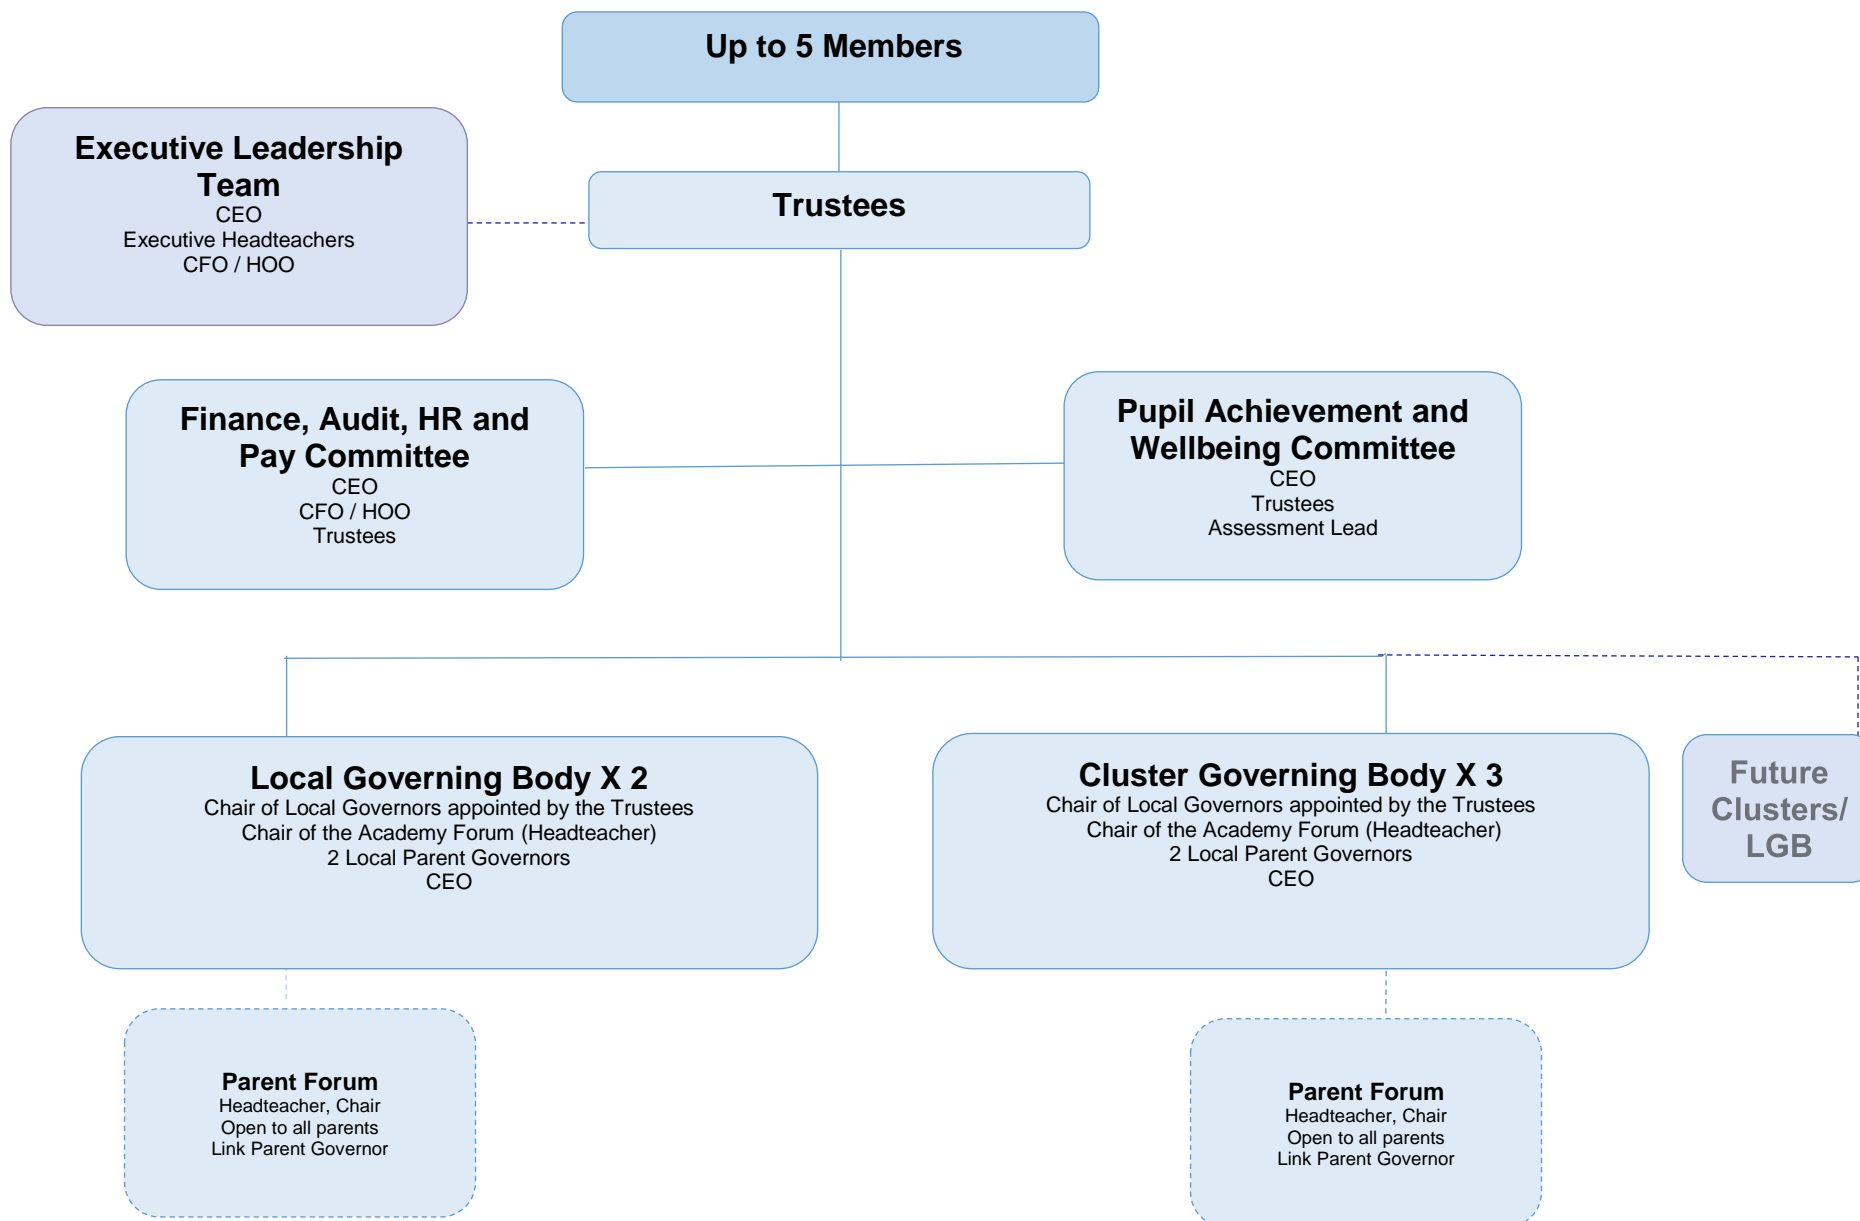 Up to 5 Members
Executive Leadership
Team
CEO
Executive Headteachers
CFO / HOO
Trustees
Finance, Audit, HR and
Pay Committee
CEO
CFO / HOO
Trustees
Pupil Achievement and
Wellbeing Committee
CEO
Trustees
Assessment Lead
Local Governing Body X 2
Chair of Local Governors appointed by the Trustees
Chair of the Academy Forum (Headteacher)
2 Local Parent Governors
CEO
Cluster Governing Body X 3
Chair of Local Governors appointed by the Trustees
Chair of the Academy Forum (Headteacher)
2 Local Parent Governors
CEO
Future
Clusters/
LGB
Parent Forum
Headteacher, Chair
Open to all parents
Link Parent Governor
Parent Forum
Headteacher, Chair
Open to all parents
Link Parent Governor